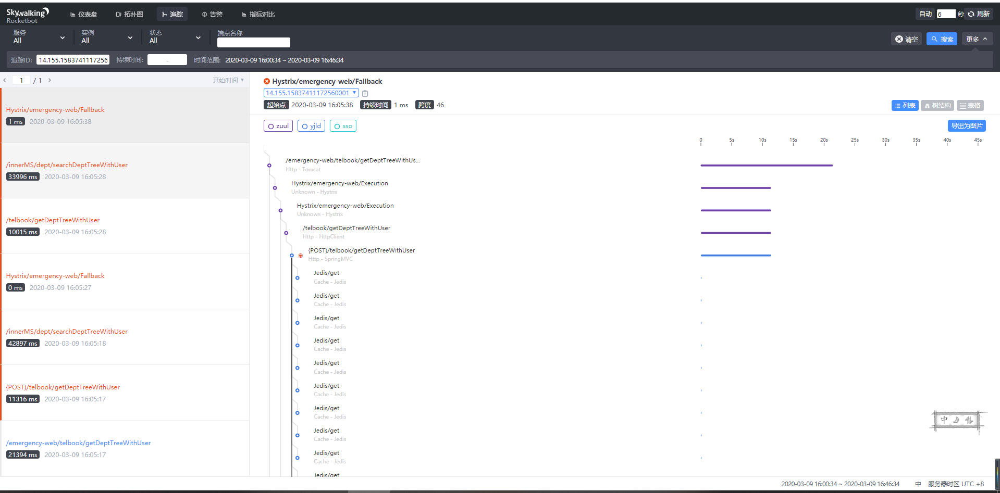 Skywalking
Rocketbot
仪表盘
拓扑图
追踪
告警
指标对比
自动 6 秒 刷新
服务
All
实例
All
状态
All
端点名称
清空
搜索
更多
追踪ID: 14.155.1583741117256
持续时间: -
时间范围: 2020-03-09 16:00:34 ~ 2020-03-09 16:46:34
1 / 1
开始时间
Hystrix/emergency-web/Fallback
1 ms 2020-03-09 16:05:38
/innerMS/dept/searchDeptTreeWithUser
33996 ms 2020-03-09 16:05:28
/telbook/getDeptTreeWithUser
10015 ms 2020-03-09 16:05:28
Hystrix/emergency-web/Fallback
0 ms 2020-03-09 16:05:27
/innerMS/dept/searchDeptTreeWithUser
42897 ms 2020-03-09 16:05:18
{POST}/telbook/getDeptTreeWithUser
11316 ms 2020-03-09 16:05:17
/emergency-web/telbook/getDeptTreeWithUser
21394 ms 2020-03-09 16:05:17
Hystrix/emergency-web/Fallback
14.155.15837411172560001
起始点 2020-03-09 16:05:38 持续时间 1 ms 跨度 46
列表 树结构 表格
zuul yjld sso
导出为图片
0 5s 10s 15s 20s 25s 30s 35s 40s 45s
/emergency-web/telbook/getDeptTreeWithUs...
Http - Tomcat
Hystrix/emergency-web/Execution
Unknown - Hystrix
Hystrix/emergency-web/Execution
Unknown - Hystrix
/telbook/getDeptTreeWithUser
Http - HttpClient
{POST}/telbook/getDeptTreeWithUser
Http - SpringMVC
Jedis/get
Cache - Jedis
Jedis/get
Cache - Jedis
Jedis/get
Cache - Jedis
Jedis/get
Cache - Jedis
Jedis/get
Cache - Jedis
Jedis/get
Cache - Jedis
Jedis/get
Cache - Jedis
Jedis/get
Cache - Jedis
Jedis/get
Cache - Jedis
Jedis/get
中
2020-03-09 16:00:34 ~ 2020-03-09 16:46:34 中 服务器时区 UTC +8